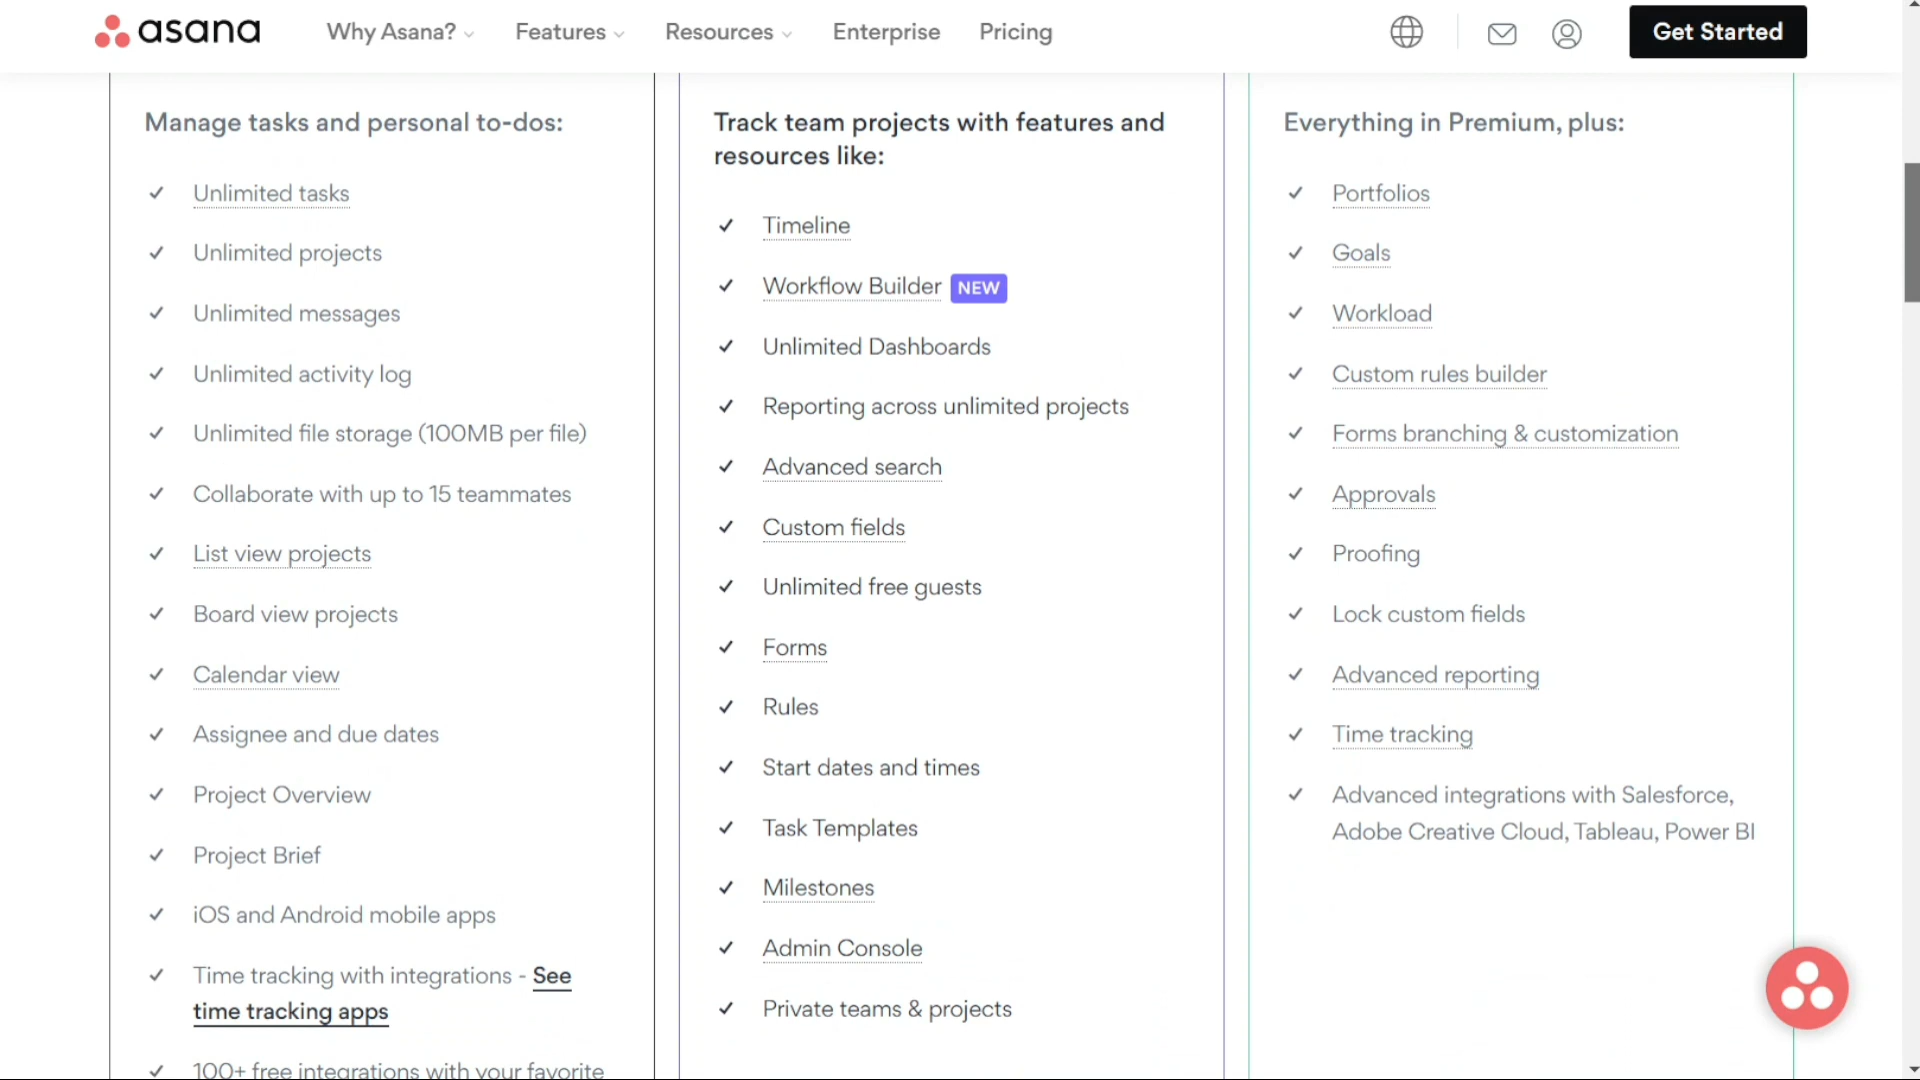 asana
Why Asana?
Features
Resources
Enterprise
Pricing
Get Started
Manage tasks and personal to-dos:
Unlimited tasks
Unlimited projects
Unlimited messages
Unlimited activity log
Unlimited file storage (100MB per file)
Collaborate with up to 15 teammates
List view projects
Board view projects
Calendar view
Assignee and due dates
Project Overview
Project Brief
iOS and Android mobile apps
Time tracking with integrations - See
time tracking apps
100+ free integrations with your favorite
Track team projects with features and
resources like:
Timeline
Workflow Builder NEW
Unlimited Dashboards
Reporting across unlimited projects
Advanced search
Custom fields
Unlimited free guests
Forms
Rules
Start dates and times
Task Templates
Milestones
Admin Console
Private teams & projects
Everything in Premium, plus:
Portfolios
Goals
Workload
Custom rules builder
Forms branching & customization
Approvals
Proofing
Lock custom fields
Advanced reporting
Time tracking
Advanced integrations with Salesforce,
Adobe Creative Cloud, Tableau, Power BI